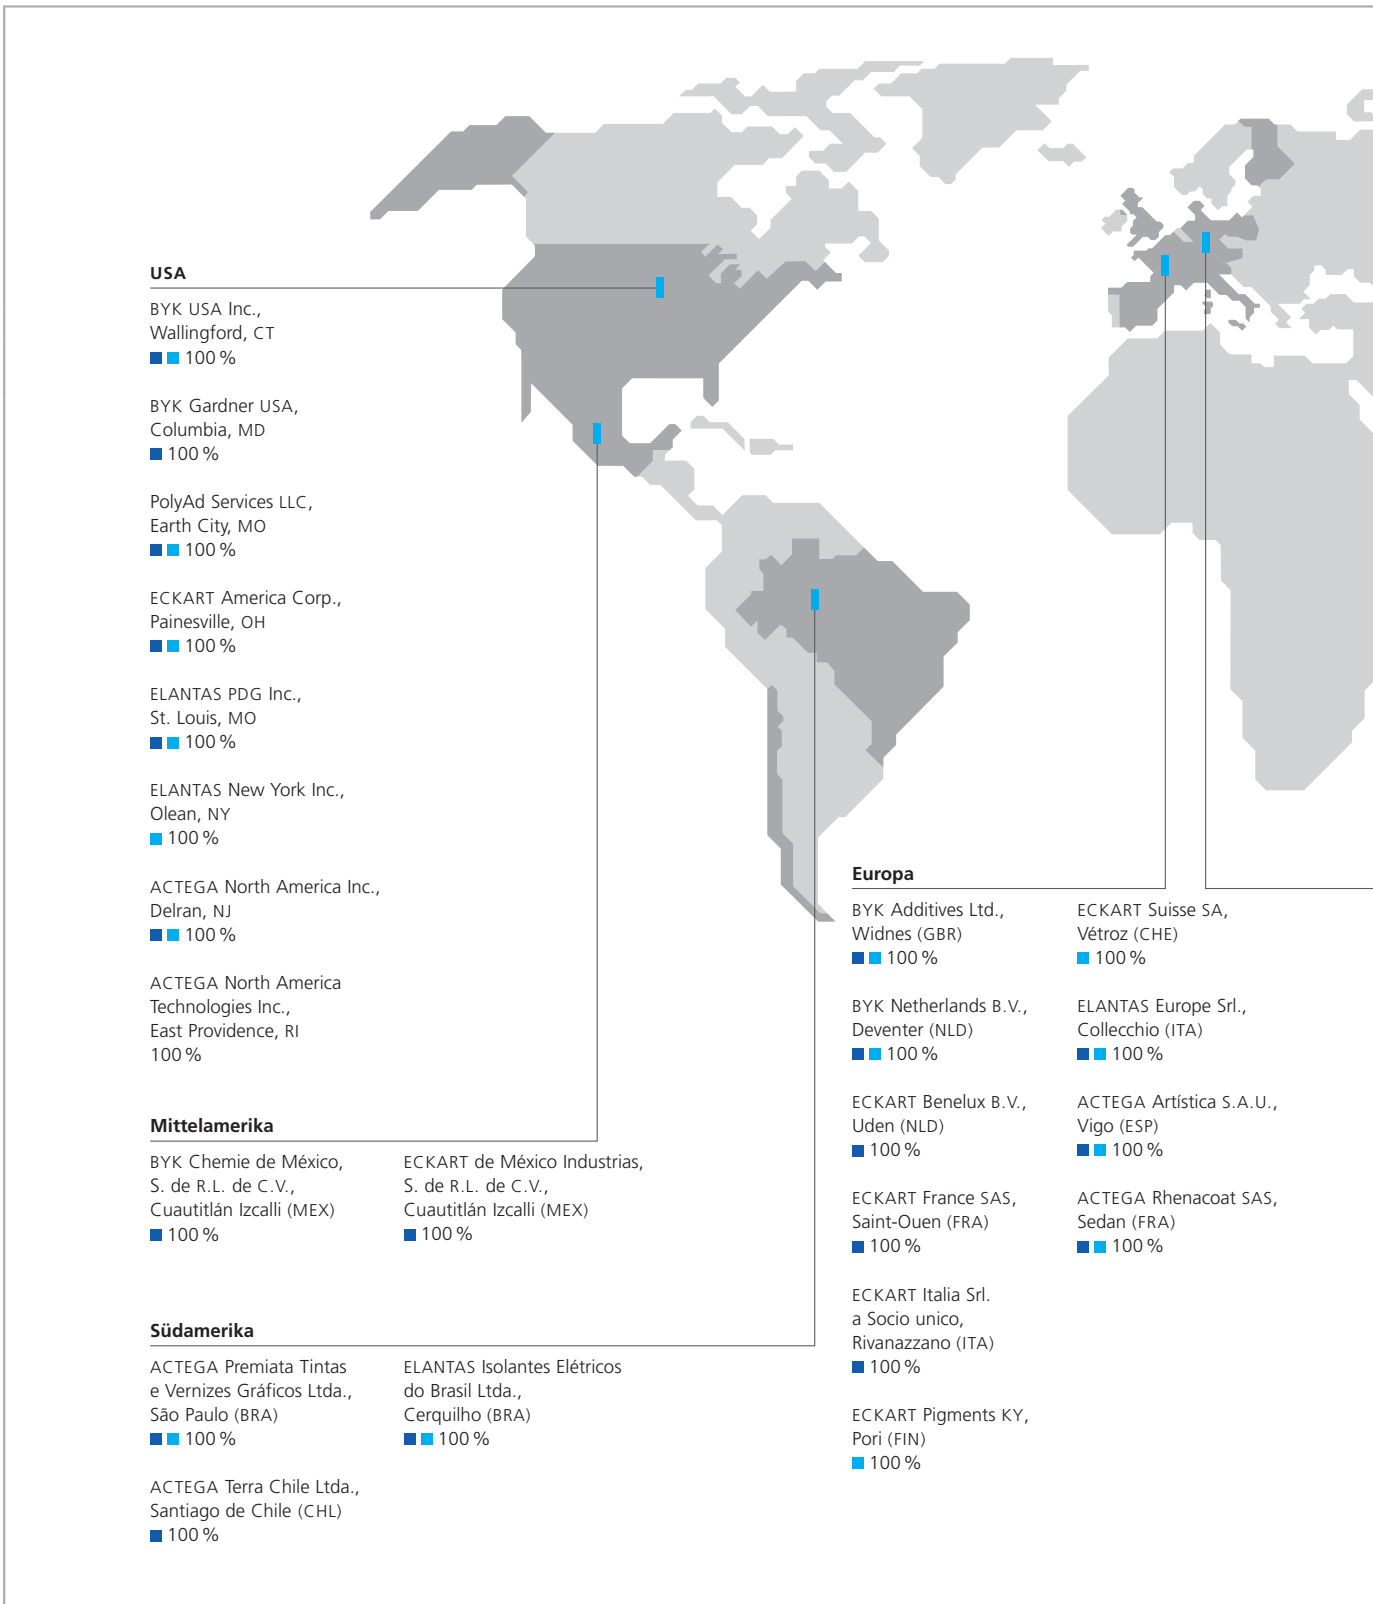 USA
BYK USA Inc.,
Wallingford, CT
100 %
BYK Gardner USA,
Columbia, MD
100 %
PolyAd Services LLC,
Earth City, MO
100 %
ECKART America Corp.,
Painesville, OH
100 %
ELANTAS PDG Inc.,
St. Louis, MO
100 %
ELANTAS New York Inc.,
Olean, NY
100 %
ACTEGA North America Inc.,
Delran, NJ
100 %
ACTEGA North America
Technologies Inc.,
East Providence, RI
100 %
Mittelamerika
BYK Chemie de México,
S. de R.L. de C.V.,
Cuautitlán Izcalli (MEX)
100 %
ECKART de México Industrias,
S. de R.L. de C.V.,
Cuautitlán Izcalli (MEX)
100 %
Südamerika
ACTEGA Premiata Tintas
e Vernizes Gráficos Ltda.,
São Paulo (BRA)
100 %
ACTEGA Terra Chile Ltda.,
Santiago de Chile (CHL)
100 %
ELANTAS Isolantes Elétricos
do Brasil Ltda.,
Cerquilho (BRA)
100 %
Europa
BYK Additives Ltd.,
Widnes (GBR)
100 %
BYK Netherlands B.V.,
Deventer (NLD)
100 %
ECKART Benelux B.V.,
Uden (NLD)
100 %
ECKART France SAS,
Saint-Ouen (FRA)
100 %
ECKART Italia Srl.
a Socio unico,
Rivanazzano (ITA)
100 %
ECKART Pigments KY,
Pori (FIN)
100 %
ECKART Suisse SA,
Vétroz (CHE)
100 %
ELANTAS Europe Srl.,
Collecchio (ITA)
100 %
ACTEGA Artística S.A.U.,
Vigo (ESP)
100 %
ACTEGA Rhenacoat SAS,
Sedan (FRA)
100 %